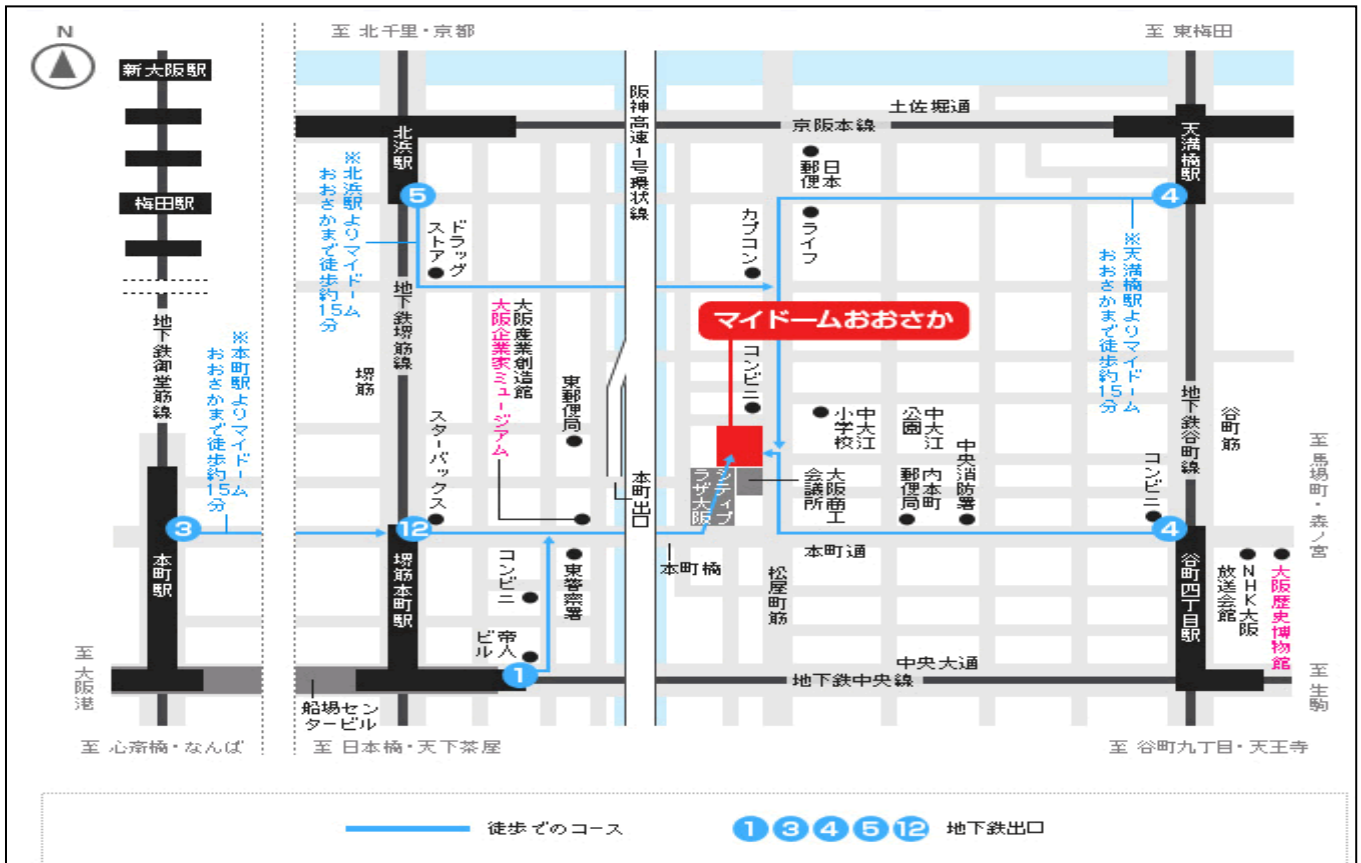 N
至 北千里・京都
至 東梅田
新大阪駅
梅田駅
地下鉄御堂筋線
※本町駅よりマイドーム
おおさかまで徒歩約15分
3
本町駅
至 大阪港
至 心斎橋・なんば
北浜駅
5
※北浜駅よりマイドーム
おおさかまで徒歩約15分
ドラッグ
ストア
地下鉄堺筋線
堺筋
大阪産業創造館
大阪企業家ミュージアム
東郵便局
スターバックス
12
堺筋本町駅
コンビニ
東警察署
帝人
ビル
1
船場セン
タービル
至 日本橋・天下茶屋
阪神高速1号環状線
本町出口
本町橋
土佐堀通
京阪本線
日本
郵便
カプコン
ライフ
マイドームおおさか
コンビニ
中大江
小学校
中大江
公園
シティプ
ラザ大阪
大阪商工
会議所
内本町
郵便局
中央消防署
本町通
松屋町筋
中央大通
地下鉄中央線
天満橋駅
4
※天満橋駅よりマイドーム
おおさかまで徒歩約15分
地下鉄谷町線
谷町筋
コンビニ
4
谷町四丁目駅
NHK大阪
放送会館
大阪歴史博物館
至 馬場町・森ノ宮
至 生駒
至 谷町九丁目・天王寺
徒歩でのコース
1 3 4 5 12 地下鉄出口